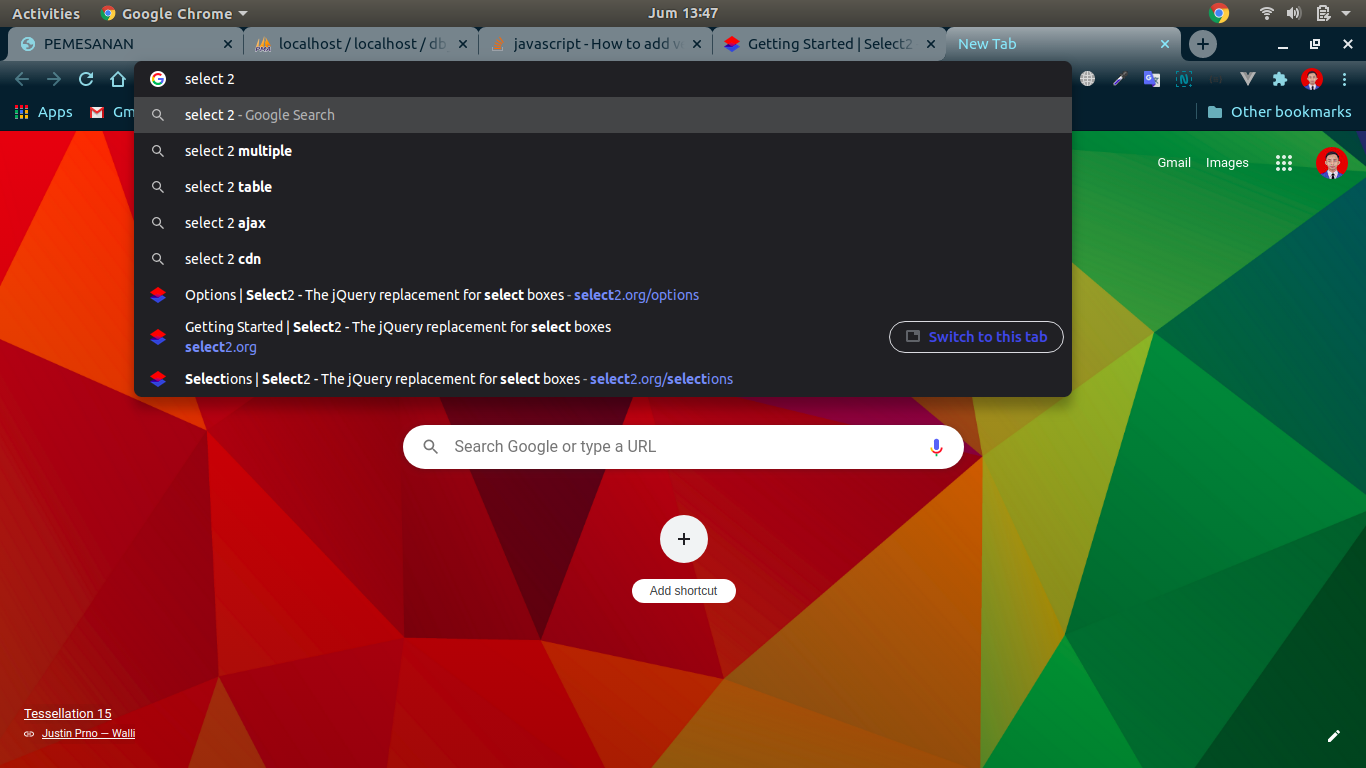 Activities Google Chrome Jum 13:47
PEMESANAN localhost / localhost / db javascript - How to add Getting Started | Select2 New Tab
select 2
Apps Gm Other bookmarks
select 2 - Google Search
select 2 multiple
Gmail Images
select 2 table
select 2 ajax
select 2 cdn
Options | Select2 - The jQuery replacement for select boxes - select2.org/options
Getting Started | Select2 - The jQuery replacement for select boxes
select2.org
Switch to this tab
Selections | Select2 - The jQuery replacement for select boxes - select2.org/selections
Search Google or type a URL
Add shortcut
Tessellation 15
Justin Prno — Walli